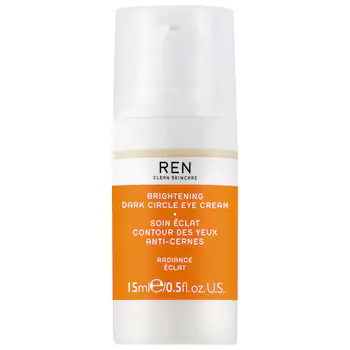 REN
CLEAN SKINCARE
BRIGHTENING
DARK CIRCLE EYE CREAM
•
SOIN ÉCLAT
CONTOUR DES YEUX
ANTI-CERNES
•
RADIANCE
ÉCLAT
15ml℮/0.5fl.oz.U.S.